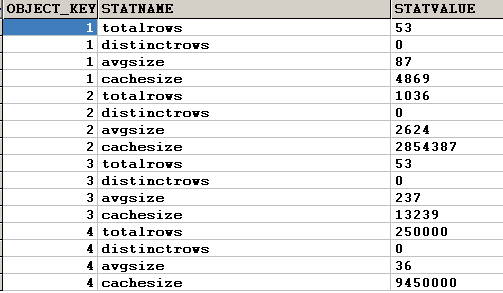 OBJECT_KEY STATNAME STATVALUE
1 totalrows 53
1 distinctrows 0
1 avgsize 87
1 cachesize 4869
2 totalrows 1036
2 distinctrows 0
2 avgsize 2624
2 cachesize 2854387
3 totalrows 53
3 distinctrows 0
3 avgsize 237
3 cachesize 13239
4 totalrows 250000
4 distinctrows 0
4 avgsize 36
4 cachesize 9450000